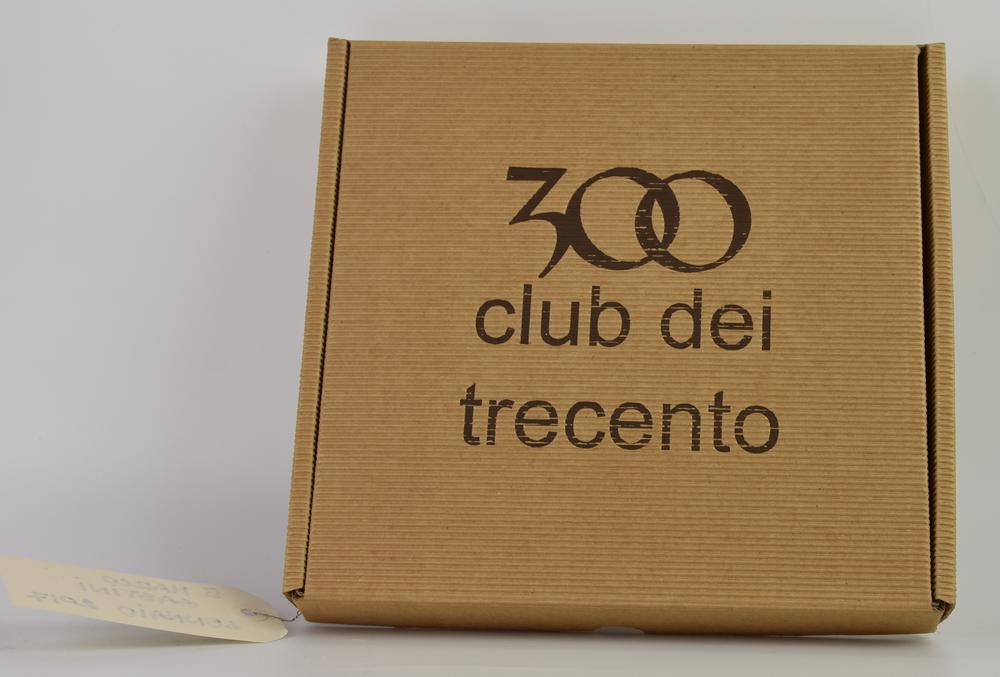 300
club dei
trecento